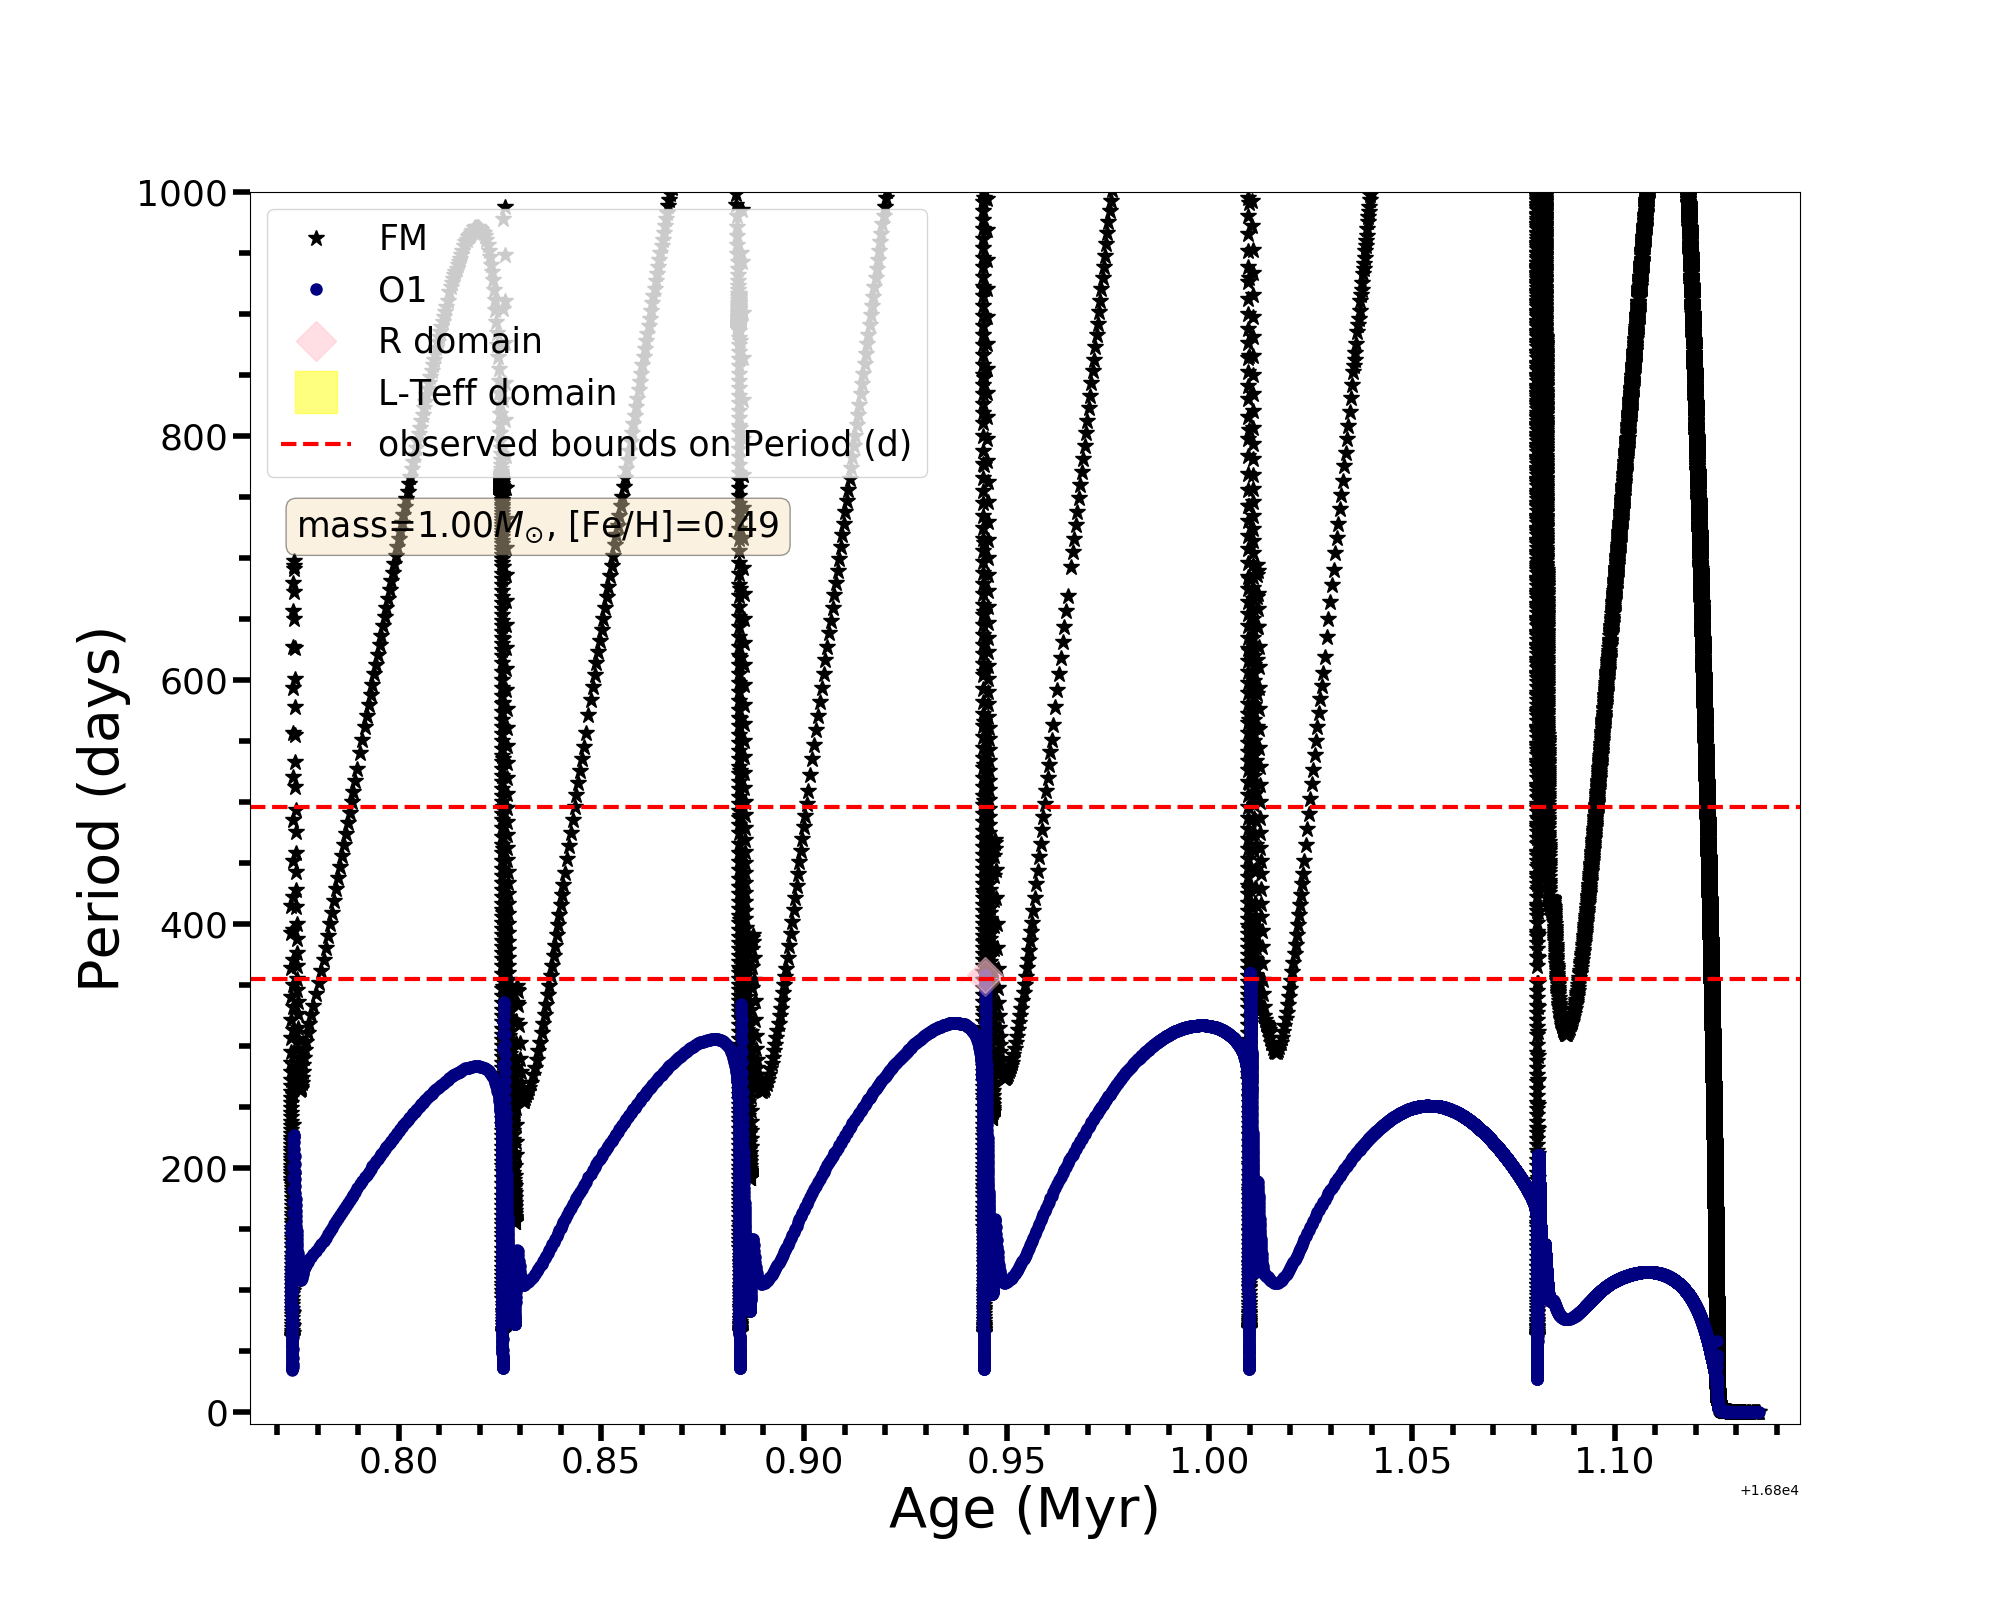 1000
800
600
400
200
0
Period (days)
FM
O1
R domain
L-Teff domain
observed bounds on Period (d)
mass=1.00M⊙, [Fe/H]=0.49
0.80 0.85 0.90 0.95 1.00 1.05 1.10
+1.68e4
Age (Myr)